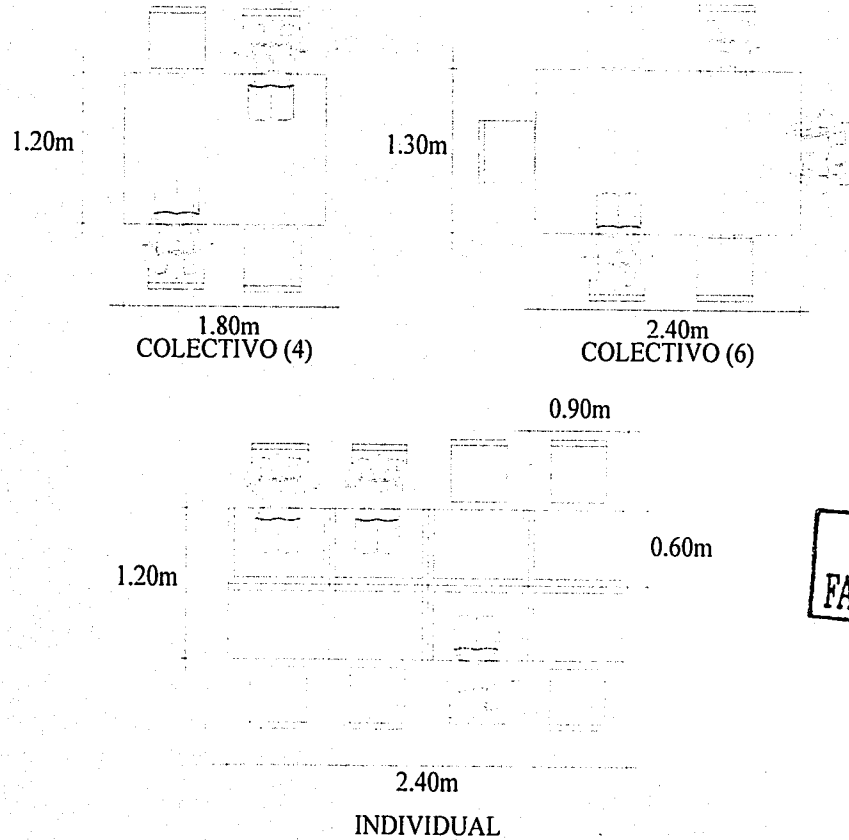 1.20m
1.30m
1.80m
COLECTIVO (4)
2.40m
COLECTIVO (6)
0.90m
1.20m
0.60m
FA
2.40m
INDIVIDUAL